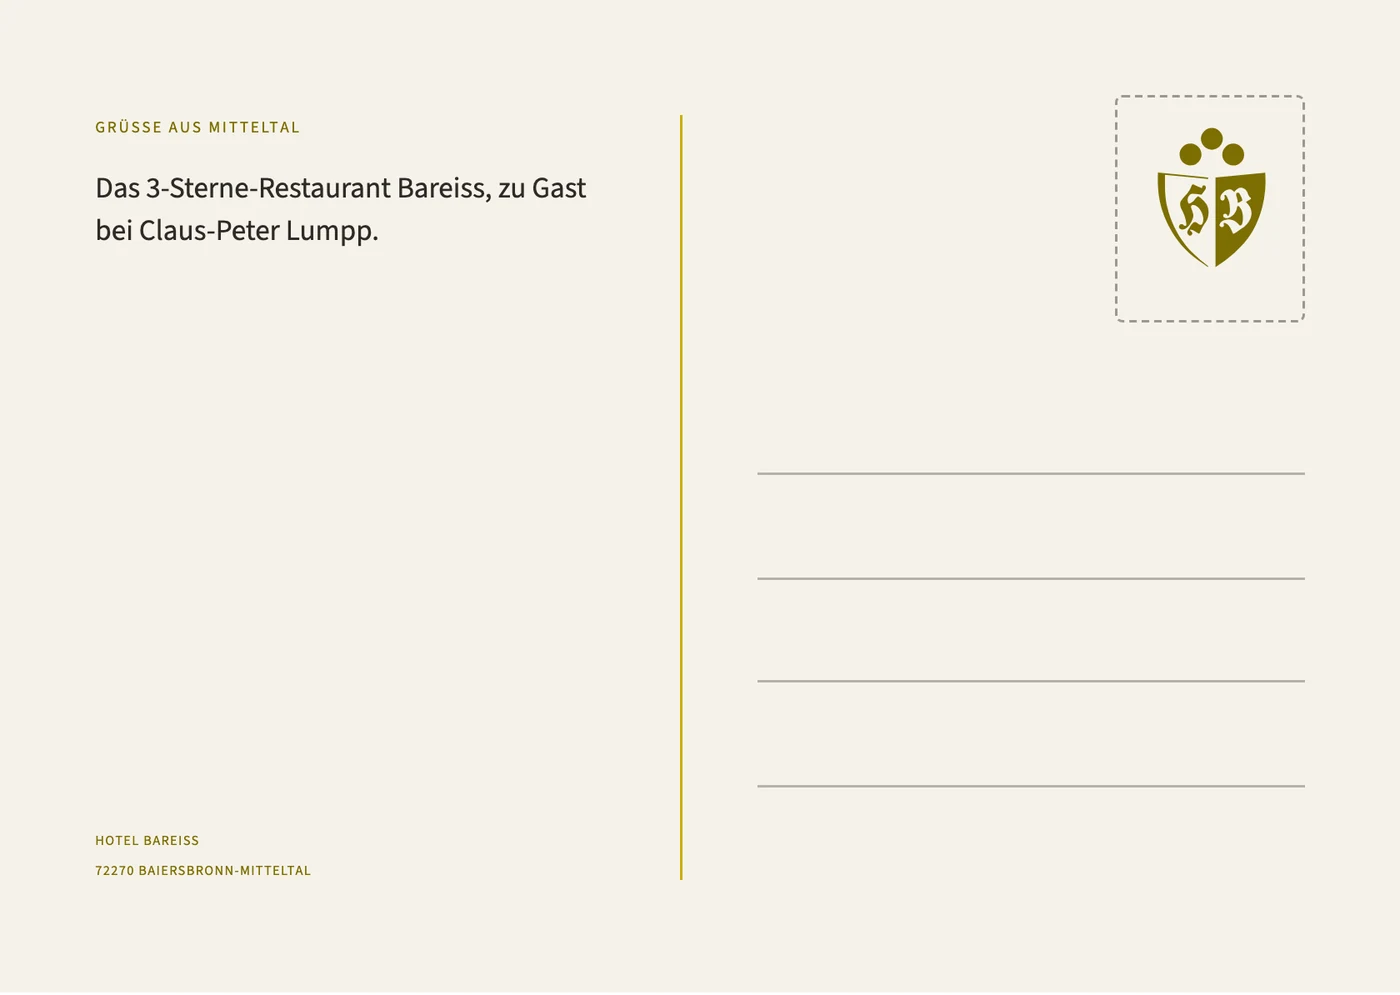 GRÜSSE AUS MITTELTAL
Das 3-Sterne-Restaurant Bareiss, zu Gast
bei Claus-Peter Lumpp.
HOTEL BAREISS
72270 BAIERSBRONN-MITTELTAL
HB